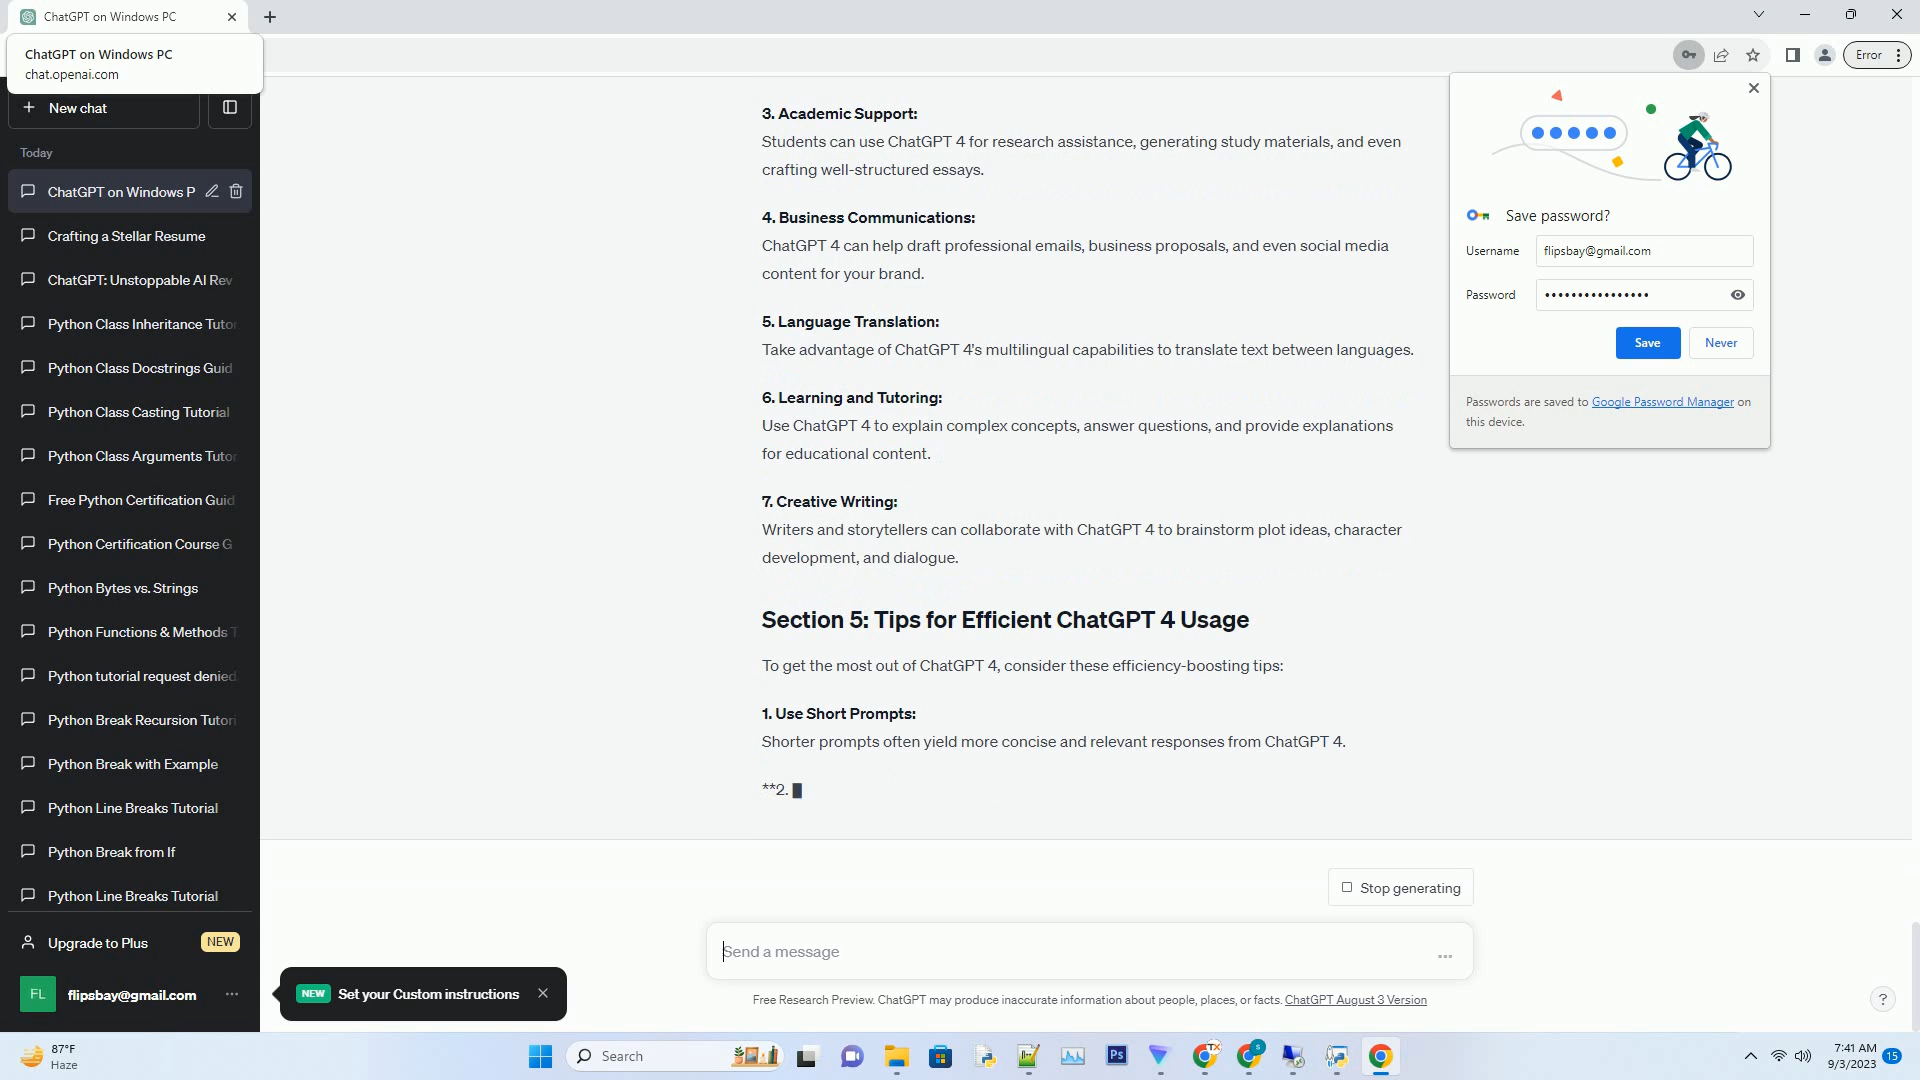 ChatGPT on Windows PC
ChatGPT on Windows PC
chat.openai.com
Error
New chat
Today
ChatGPT on Windows P
Crafting a Stellar Resume
ChatGPT: Unstoppable AI Rev
Python Class Inheritance Tutor
Python Class Docstrings Guid
Python Class Casting Tutorial
Python Class Arguments Tutor
Free Python Certification Guid
Python Certification Course G
Python Bytes vs. Strings
Python Functions & Methods T
Python tutorial request denied
Python Break Recursion Tutori
Python Break with Example
Python Line Breaks Tutorial
Python Break from If
Python Line Breaks Tutorial
Upgrade to Plus
NEW
FL
flipsbay@gmail.com
3. Academic Support:
Students can use ChatGPT 4 for research assistance, generating study materials, and even
crafting well-structured essays.
4. Business Communications:
ChatGPT 4 can help draft professional emails, business proposals, and even social media
content for your brand.
5. Language Translation:
Take advantage of ChatGPT 4's multilingual capabilities to translate text between languages.
6. Learning and Tutoring:
Use ChatGPT 4 to explain complex concepts, answer questions, and provide explanations
for educational content.
7. Creative Writing:
Writers and storytellers can collaborate with ChatGPT 4 to brainstorm plot ideas, character
development, and dialogue.
Section 5: Tips for Efficient ChatGPT 4 Usage
To get the most out of ChatGPT 4, consider these efficiency-boosting tips:
1. Use Short Prompts:
Shorter prompts often yield more concise and relevant responses from ChatGPT 4.
**2.
Stop generating
Send a message
NEW Set your Custom instructions
Free Research Preview. ChatGPT may produce inaccurate information about people, places, or facts. ChatGPT August 3 Version
?
Save password?
Username flipsbay@gmail.com
Password ••••••••••••••••
Save Never
Passwords are saved to Google Password Manager on
this device.
87°F
Haze
Search
Ps
TX
S
7:41 AM
9/3/2023
15